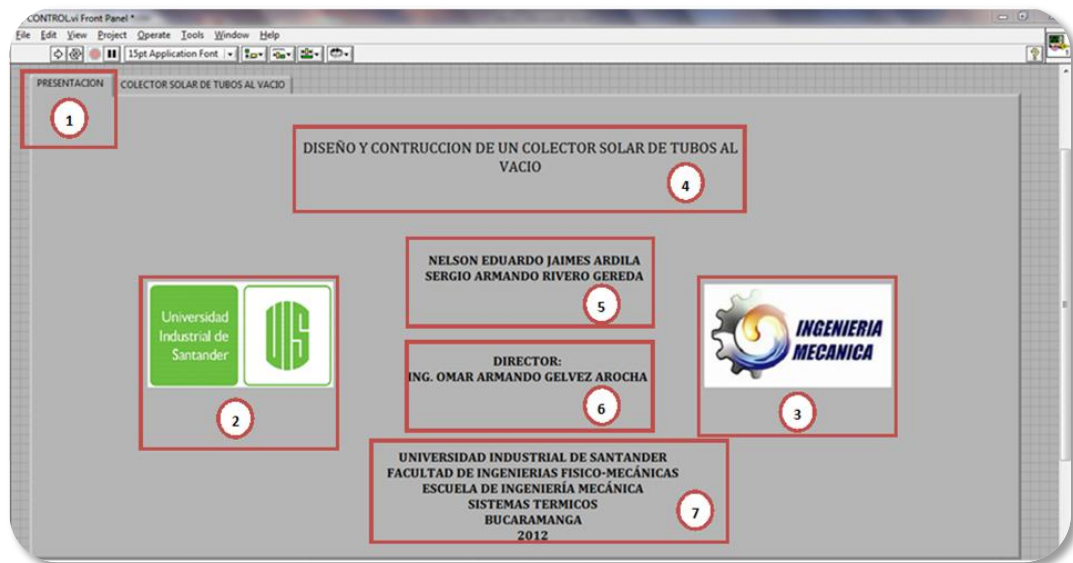 CONTROL.vi Front Panel *
File Edit View Project Operate Tools Window Help
15pt Application Font
PRESENTACION
COLECTOR SOLAR DE TUBOS AL VACIO
1
DISEÑO Y CONTRUCCION DE UN COLECTOR SOLAR DE TUBOS AL
VACIO
4
NELSON EDUARDO JAIMES ARDILA
SERGIO ARMANDO RIVERO GEREDA
5
Universidad
Industrial de
Santander
UIS
2
INGENIERIA
MECANICA
3
DIRECTOR:
ING. OMAR ARMANDO GELVEZ AROCHA
6
UNIVERSIDAD INDUSTRIAL DE SANTANDER
FACULTAD DE INGENIERIAS FISICO-MECÁNICAS
ESCUELA DE INGENIERÍA MECÁNICA
SISTEMAS TERMICOS
BUCARAMANGA
2012
7